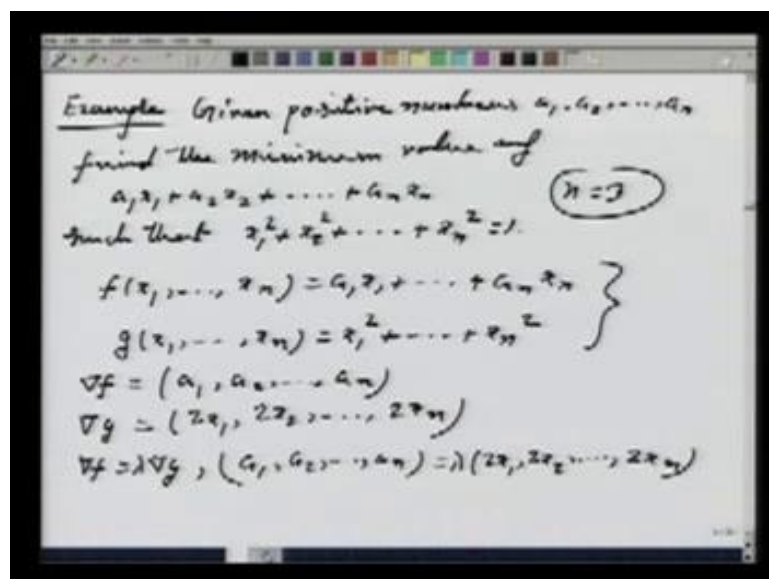 Example Given positive numbers a₁, a₂, ..., aₙ
find the minimum value of
a₁x₁ + a₂x₂ + .... + aₙxₙ
n = 3
such that x₁² + x₂² + ... + xₙ² = 1.
f(x₁, ..., xₙ) = a₁x₁ + ... + aₙxₙ
g(x₁, ..., xₙ) = x₁² + ... + xₙ²
∇f = (a₁, a₂, ..., aₙ)
∇g = (2x₁, 2x₂, ..., 2xₙ)
∇f = λ∇g, (a₁, a₂, .., aₙ) = λ(2x₁, 2x₂, ..., 2xₙ)